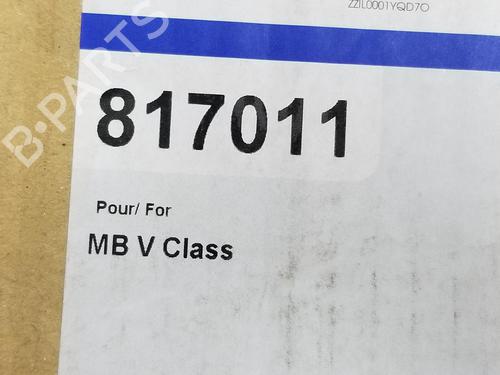 ZZIL0001YQD7O
817011
Pour/ For
MB V Class
B-PARTS